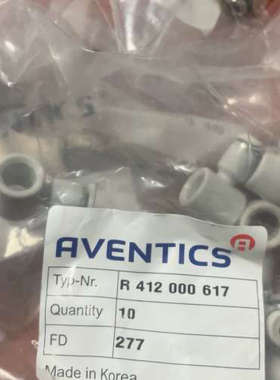 AVENTICS
Typ-Nr. R 412 000 617
Quantity 10
FD 277
Made in Korea